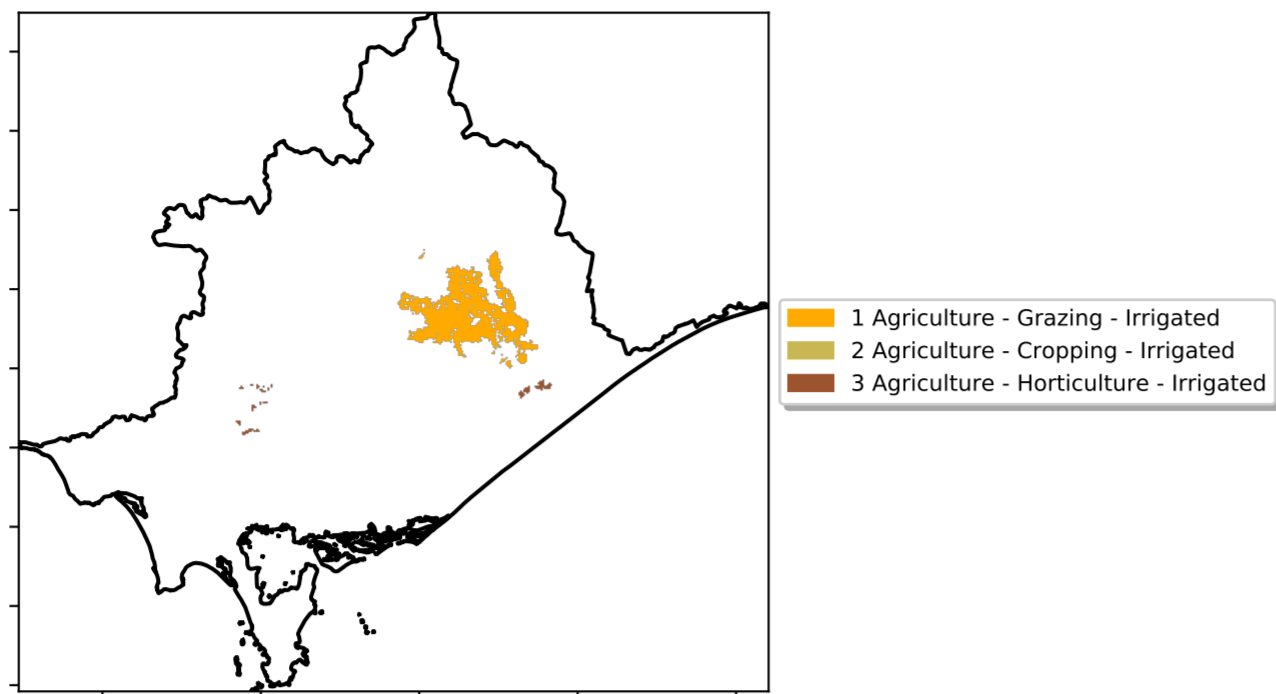 1 Agriculture - Grazing - Irrigated
2 Agriculture - Cropping - Irrigated
3 Agriculture - Horticulture - Irrigated